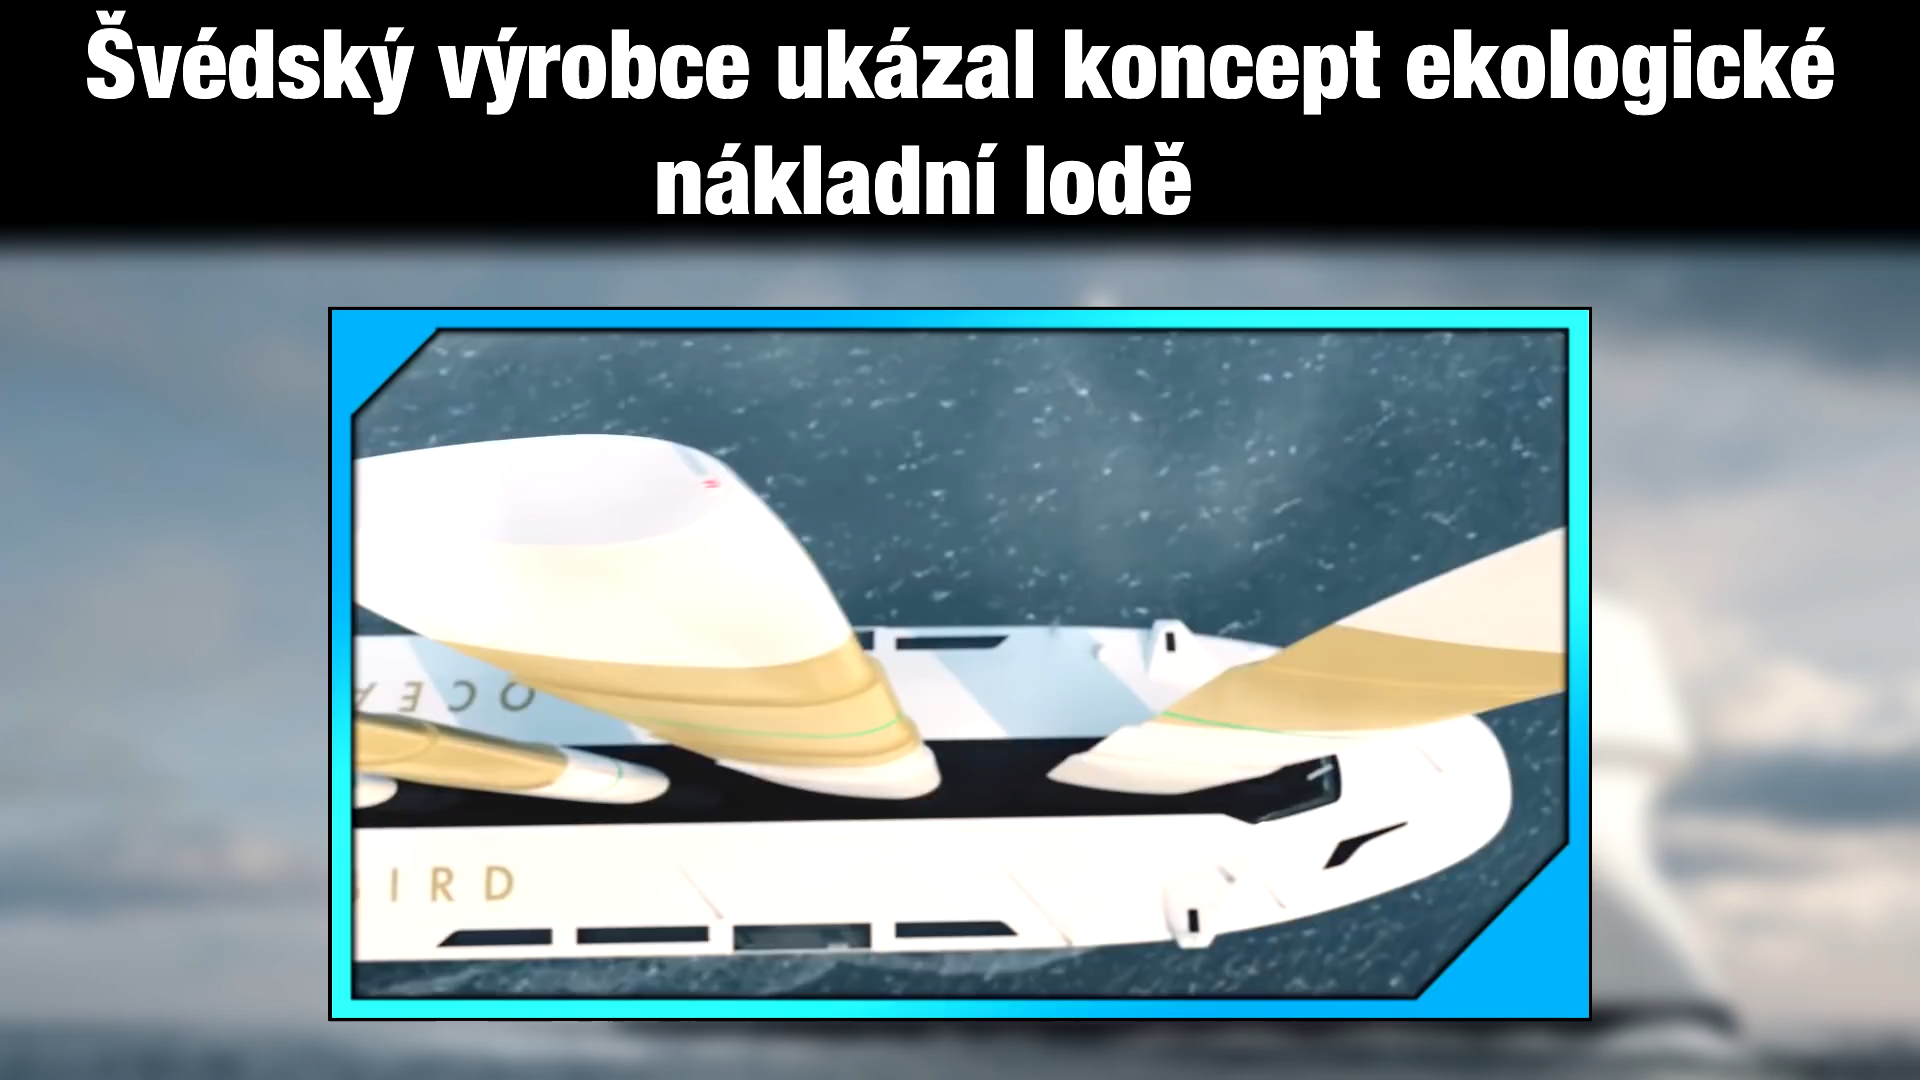 Švédský výrobce ukázal koncept ekologické
nákladní lodě
OCEA
IRD